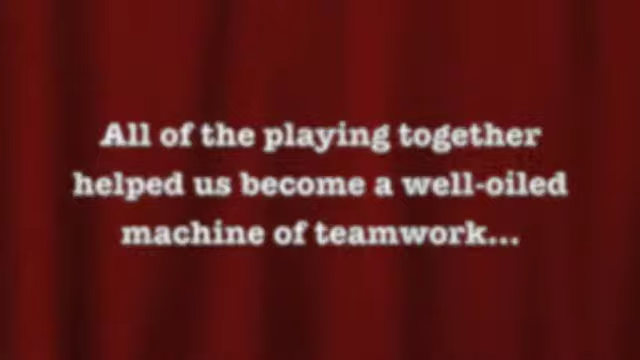 All of the playing together
helped us become a well-oiled
machine of teamwork...